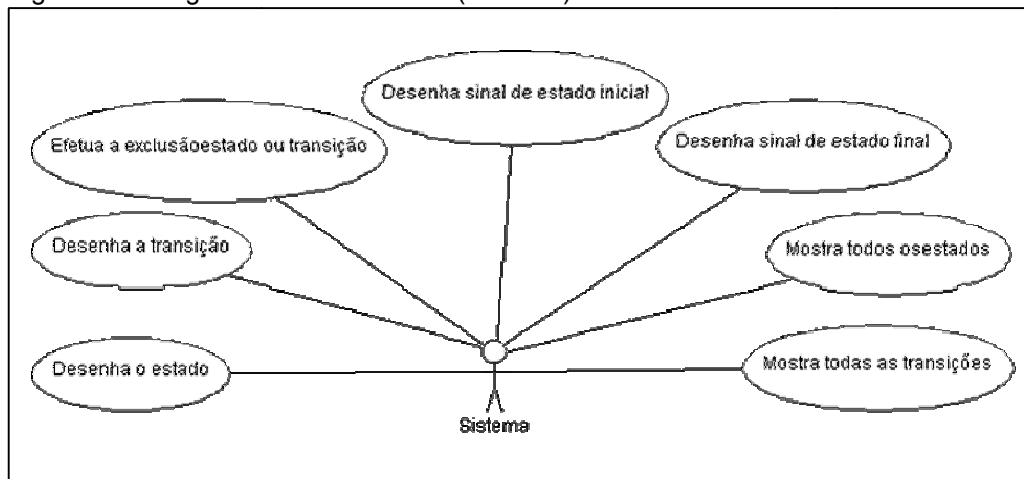 Desenha sinal de estado inicial
Efetua a exclusãoestado ou transição
Desenha sinal de estado final
Desenha a transição
Mostra todos osestados
Desenha o estado
Mostra todas as transições
Sistema